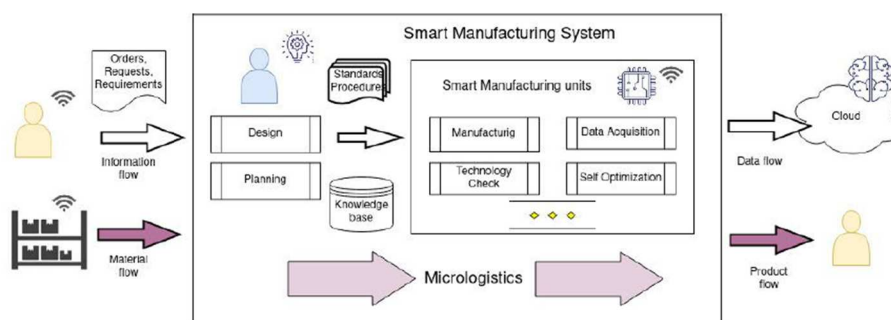 Smart Manufacturing System
Orders,
Requests,
Requirements
Information
flow
Material
flow
Standards
Procedures
Design
Planning
Knowledge
base
Smart Manufacturing units
Manufacturig
Data Acquisition
Technology
Check
Self Optimization
Micrologistics
Cloud
Data flow
Product
flow